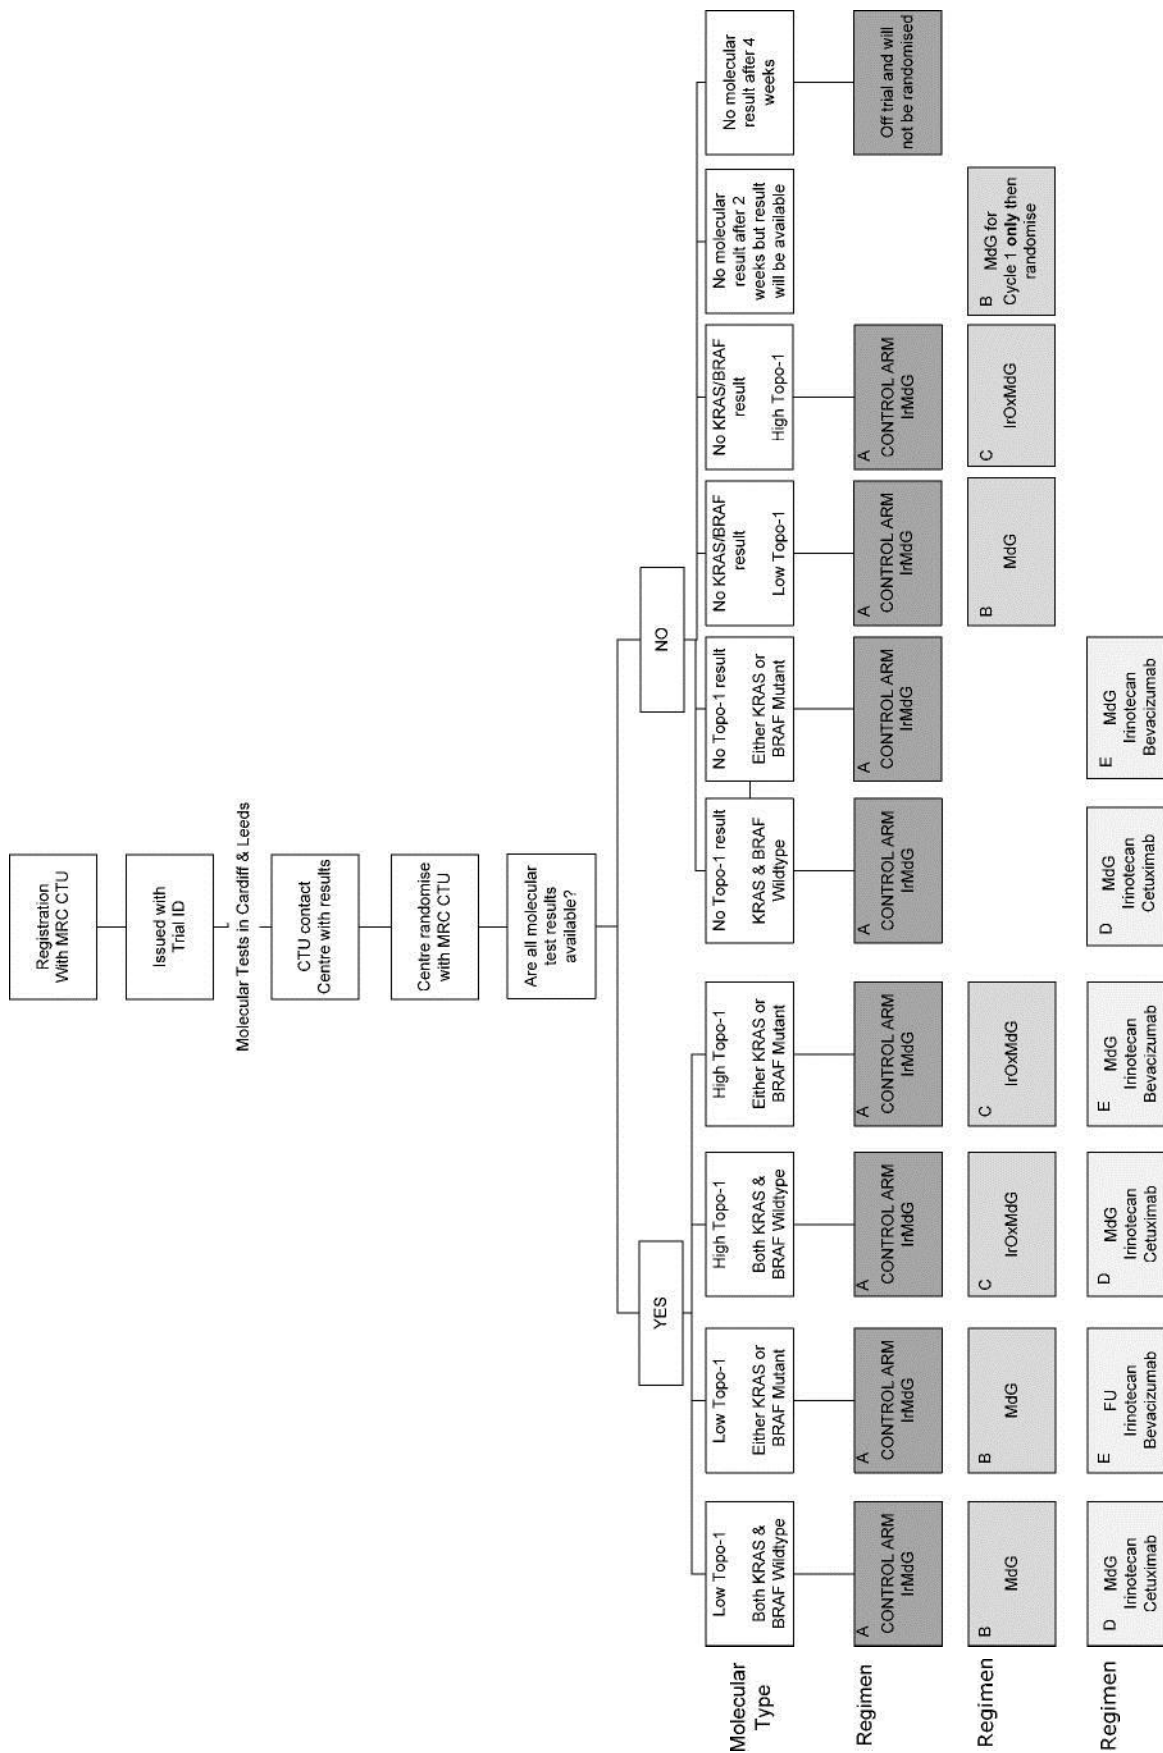 Registration
With MRC CTU
Issued with
Trial ID
Molecular Tests in Cardiff & Leeds
CTU contact
Centre with results
Centre randomise
with MRC CTU
Are all molecular
test results
available?
YES
NO
Molecular
Type
Low Topo-1
Both KRAS &
BRAF Wildtype
Low Topo-1
Either KRAS or
BRAF Mutant
High Topo-1
Both KRAS &
BRAF Wildtype
High Topo-1
Either KRAS or
BRAF Mutant
No Topo-1 result
KRAS & BRAF
Wildtype
No Topo-1 result
Either KRAS or
BRAF Mutant
No KRAS/BRAF
result
Low Topo-1
No KRAS/BRAF
result
High Topo-1
No molecular
result after 2
weeks but result
will be available
No molecular
result after 4
weeks
Regimen
A
CONTROL ARM
IrMdG
A
CONTROL ARM
IrMdG
A
CONTROL ARM
IrMdG
A
CONTROL ARM
IrMdG
A
CONTROL ARM
IrMdG
A
CONTROL ARM
IrMdG
A
CONTROL ARM
IrMdG
A
CONTROL ARM
IrMdG
Off trial and will
not be randomised
Regimen
B
MdG
B
MdG
C
IrOxMdG
C
IrOxMdG
B
MdG
C
IrOxMdG
B MdG for
Cycle 1 only then
randomise
Regimen
D MdG
Irinotecan
Cetuximab
E FU
Irinotecan
Bevacizumab
D MdG
Irinotecan
Cetuximab
E MdG
Irinotecan
Bevacizumab
D MdG
Irinotecan
Cetuximab
E MdG
Irinotecan
Bevacizumab